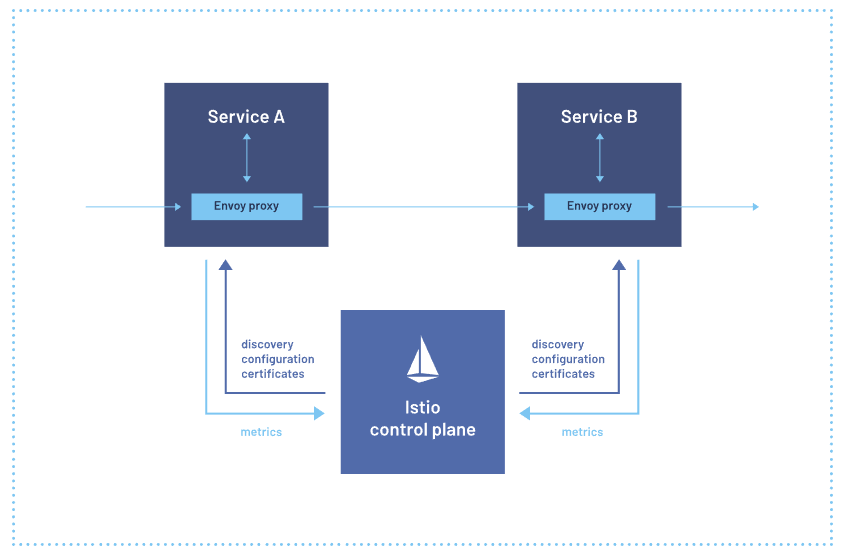 Service A
Envoy proxy
Service B
Envoy proxy
discovery
configuration
certificates
metrics
Istio
control plane
discovery
configuration
certificates
metrics